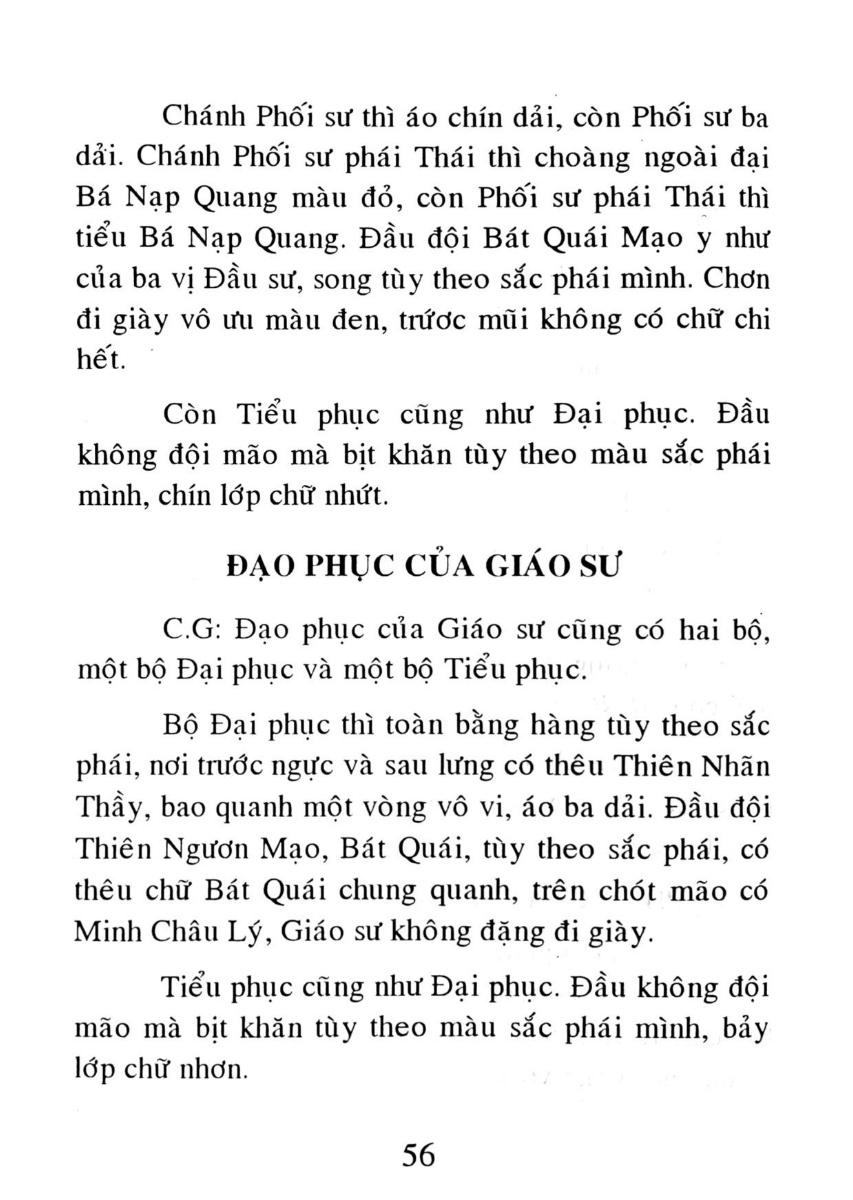 Chánh Phối sư thì áo chín dải, còn Phối sư ba
dải. Chánh Phối sư phái Thái thì choàng ngoài đại
Bá Nạp Quang màu đỏ, còn Phối sư phái Thái thì
tiểu Bá Nạp Quang. Đầu đội Bát Quái Mạo y như
của ba vị Đầu sư, song tùy theo sắc phái mình. Chơn
đi giày vô ưu màu đen, trứơc mũi không có chữ chi
hết.
Còn Tiểu phục cũng như Đại phục. Đầu
không đội mão mà bịt khăn tùy theo màu sắc phái
mình, chín lớp chữ nhứt.
ĐẠO PHỤC CỦA GIÁO SƯ
C.G: Đạo phục của Giáo sư cũng có hai bộ,
một bộ Đại phục và một bộ Tiểu phục.
Bộ Đại phục thì toàn bằng hàng tùy theo sắc
phái, nơi trước ngực và sau lưng có thêu Thiên Nhãn
Thầy, bao quanh một vòng vô vi, áo ba dải. Đầu đội
Thiên Ngươn Mạo, Bát Quái, tùy theo sắc phái, có
thêu chữ Bát Quái chung quanh, trên chót mão có
Minh Châu Lý, Giáo sư không đặng đi giày.
Tiểu phục cũng như Đại phục. Đầu không đội
mão mà bịt khăn tùy theo màu sắc phái mình, bảy
lớp chữ nhơn.
56